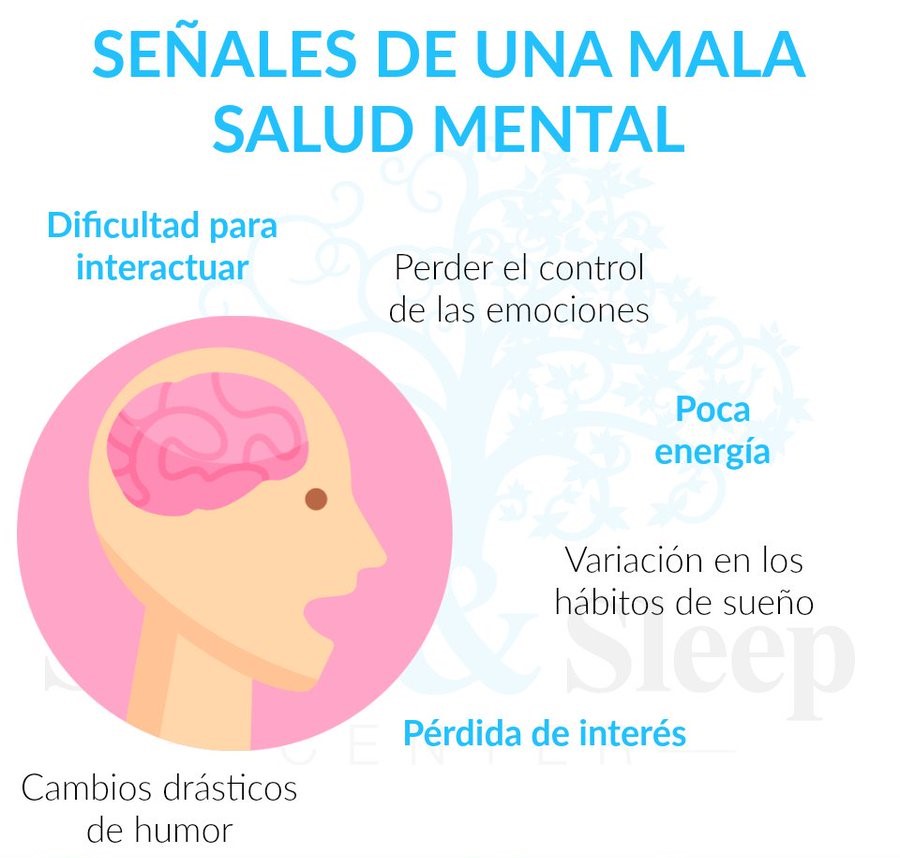 SEÑALES DE UNA MALA
SALUD MENTAL
Dificultad para
interactuar
Perder el control
de las emociones
Poca
energía
Variación en los
hábitos de sueño
& Sleep
Pérdida de interés
CENTER
Cambios drásticos
de humor